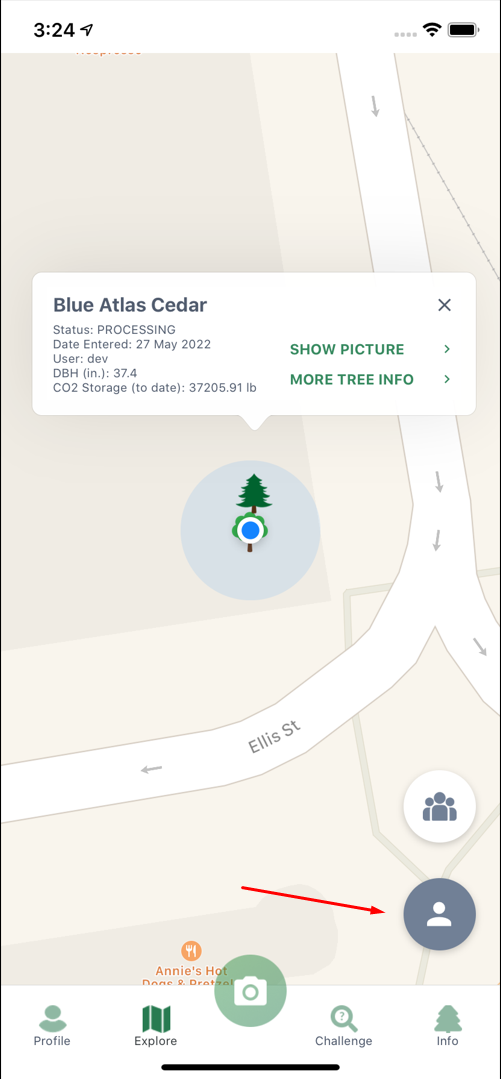 3:24
Blue Atlas Cedar
Status: PROCESSING
Date Entered: 27 May 2022
User: dev
DBH (in.): 37.4
CO2 Storage (to date): 37205.91 lb
SHOW PICTURE
MORE TREE INFO
Ellis St
Annie's Hot
Dogs & Pretzel
Profile
Explore
Challenge
Info